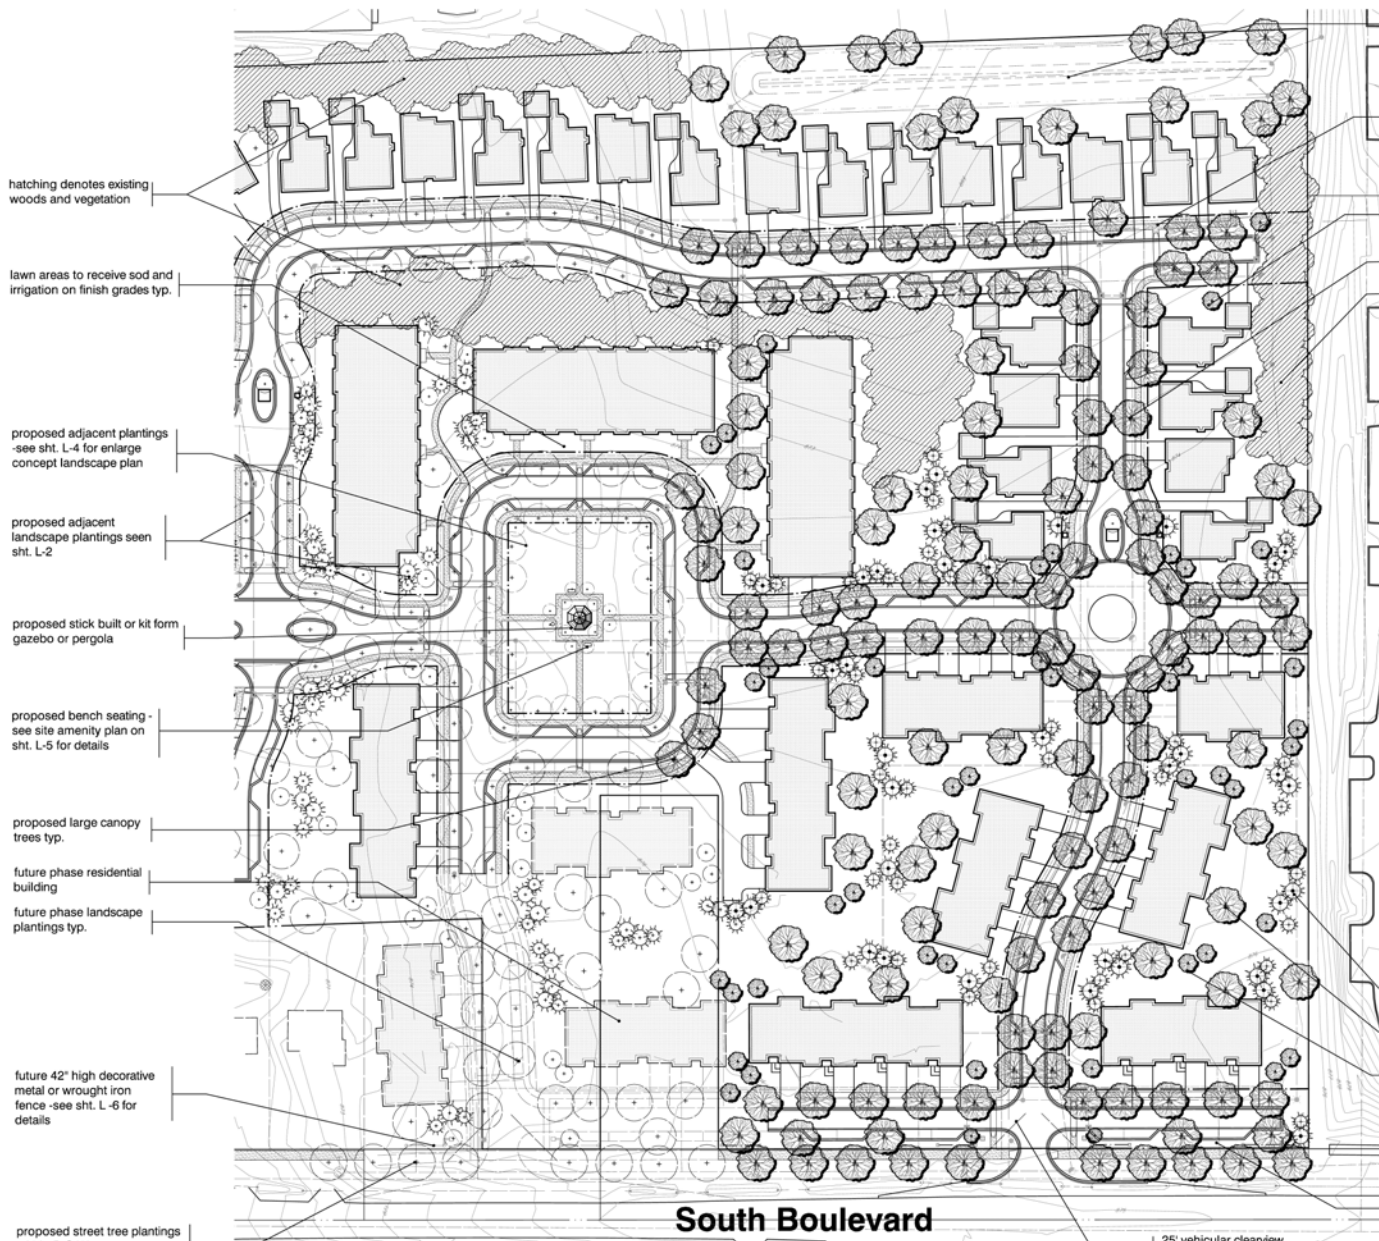 hatching denotes existing
woods and vegetation
lawn areas to receive sod and
irrigation on finish grades typ.
proposed adjacent plantings
-see sht. L-4 for enlarge
concept landscape plan
proposed adjacent
landscape plantings seen
sht. L-2
proposed stick built or kit form
gazebo or pergola
proposed bench seating -
see site amenity plan on
sht. L-5 for details
proposed large canopy
trees typ.
future phase residential
building
future phase landscape
plantings typ.
future 42" high decorative
metal or wrought iron
fence -see sht. L -6 for
details
proposed street tree plantings
South Boulevard
25' vehicular clearview